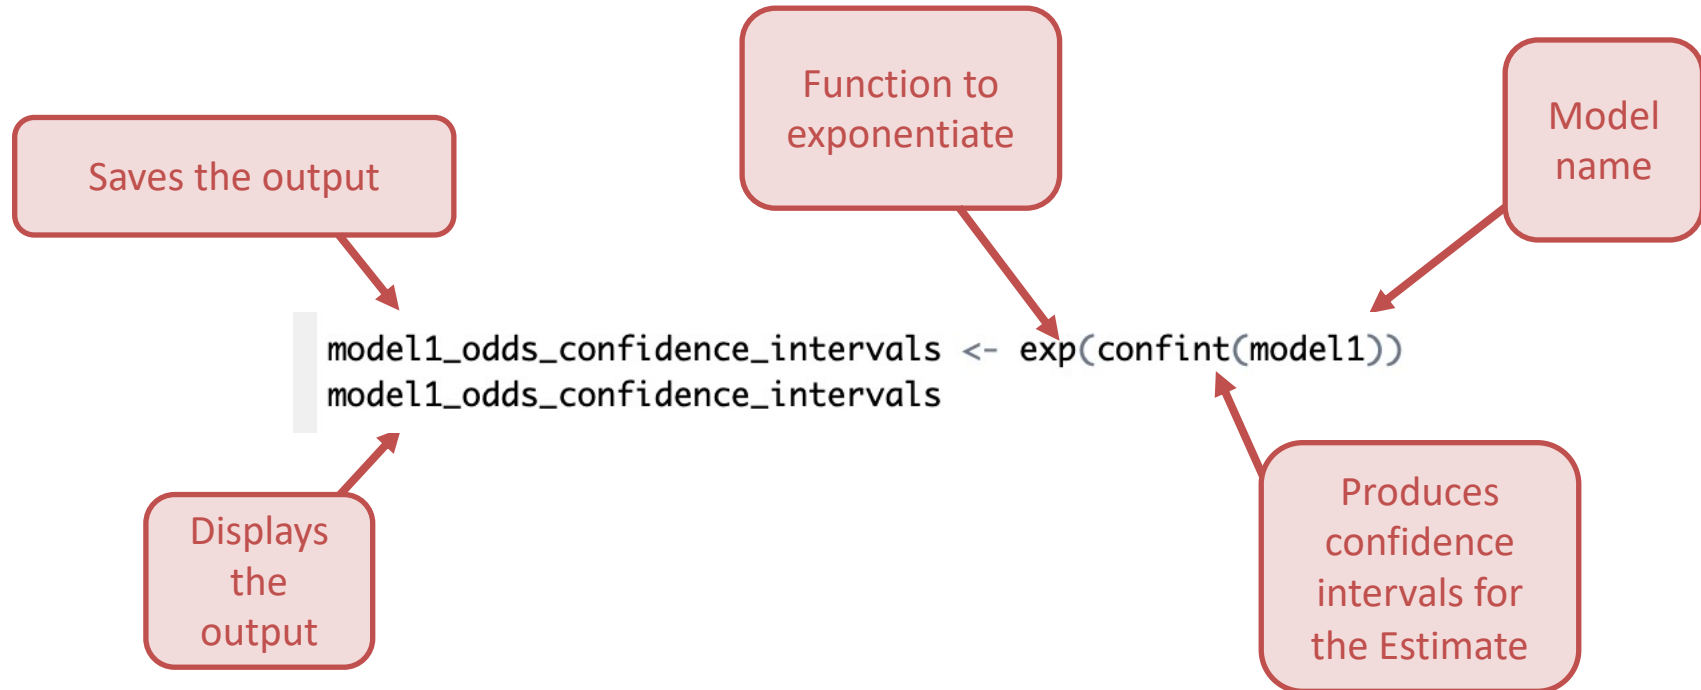 Function to
exponentiate
Model
name
Saves the output
model1_odds_confidence_intervals <- exp(confint(model1))
model1_odds_confidence_intervals
Displays
the
output
Produces
confidence
intervals for
the Estimate